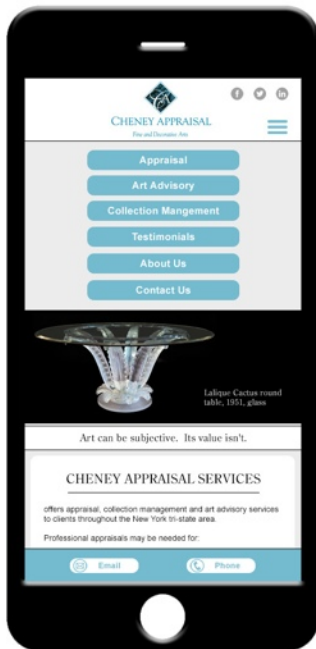 CHENEY APPRAISAL
Fine and Decorative Arts
Appraisal
Art Advisory
Collection Mangement
Testimonials
About Us
Contact Us
Lalique Cactus round
table, 1951, glass
Art can be subjective. Its value isn't.
CHENEY APPRAISAL SERVICES
offers appraisal, collection management and art advisory services
to clients throughout the New York tri-state area.
Professional appraisals may be needed for:
Email
Phone